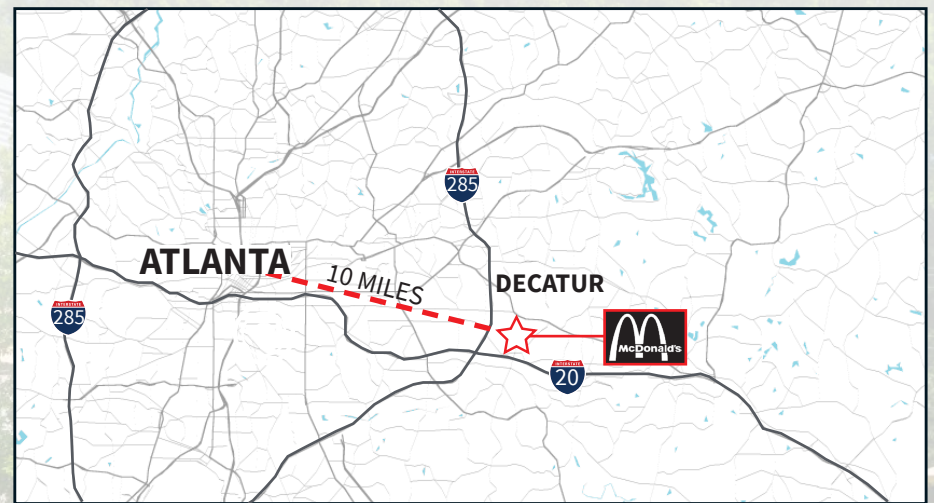 INTERSTATE
285
ATLANTA
10 MILES
DECATUR
INTERSTATE
285
McDonald's
INTERSTATE
20